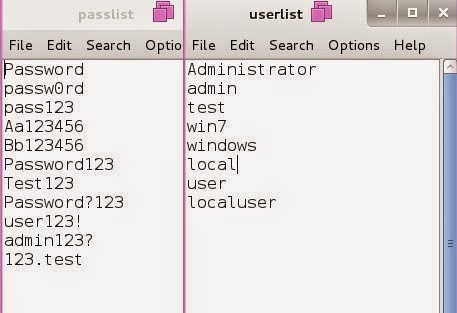 passlist
File Edit Search Optio
Password
passw0rd
pass123
Aa123456
Bb123456
Password123
Test123
Password?123
user123!
admin123?
123.test
userlist
File Edit Search Options Help
Administrator
admin
test
win7
windows
local
user
localuser